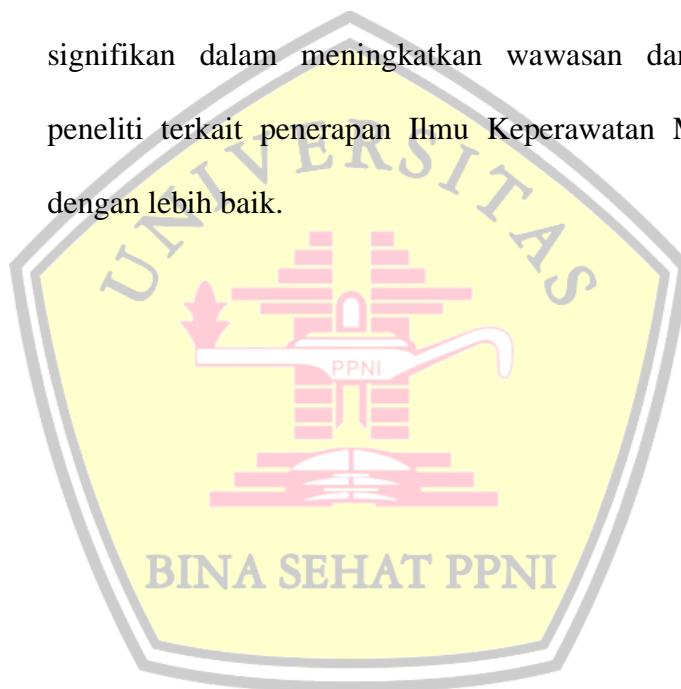 signifikan dalam meningkatkan wawasan dan
peneliti terkait penerapan Ilmu Keperawatan
dengan lebih baik.
UNIVERSITAS
PPNI
BINA SEHAT PPNI